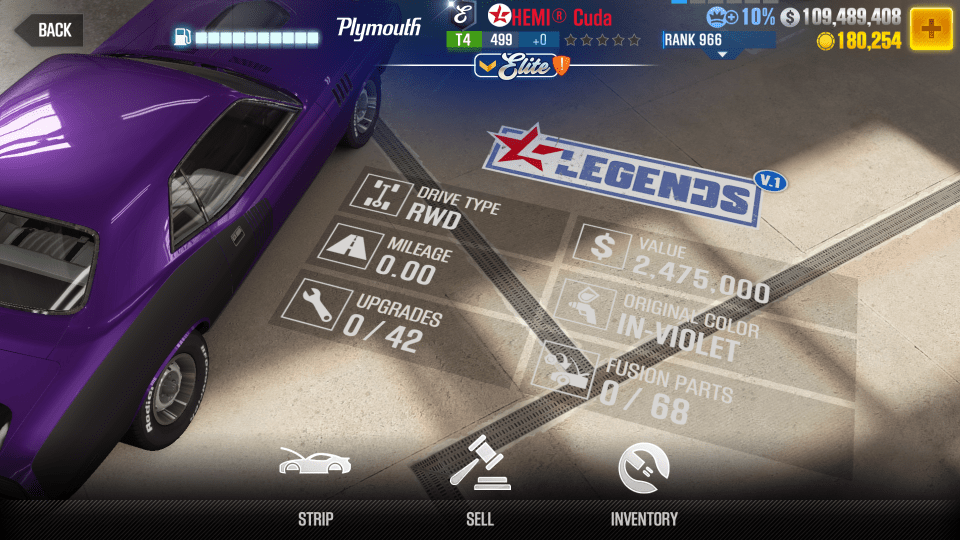 BACK
Plymouth
HEMI® Cuda
T4 499 +0
Elite
RANK 966
10%
$ 109,489,408
180,254
LEGENDS
V.1
DRIVE TYPE
RWD
MILEAGE
0.00
UPGRADES
0 / 42
VALUE
2.475,000
ORIGINAL COLOR
IN-VIOLET
FUSION PARTS
0 / 68
STRIP
SELL
INVENTORY